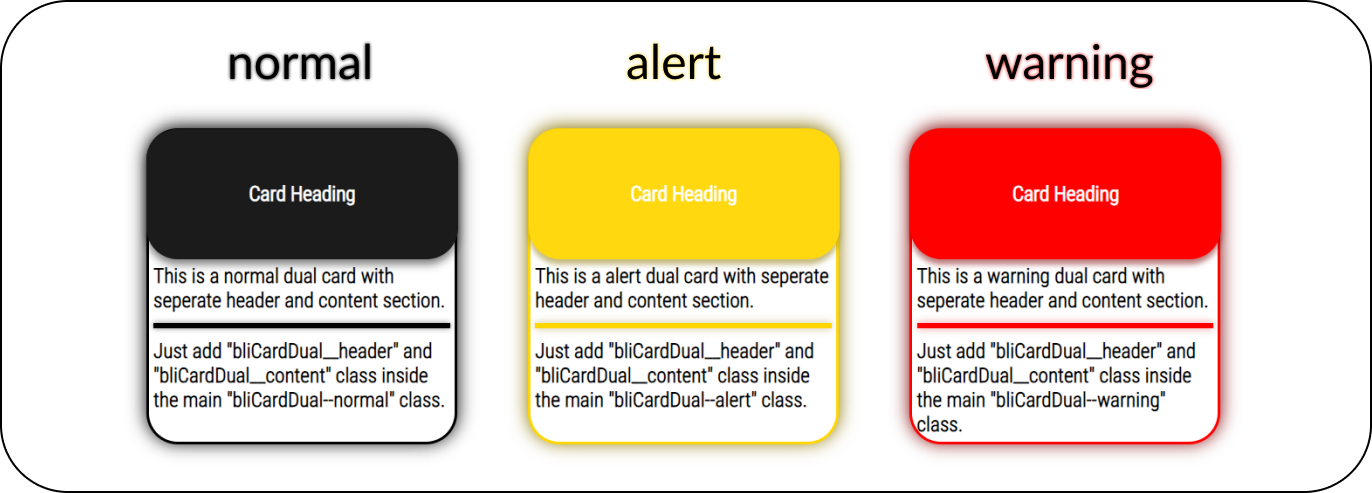 normal
alert
warning
Card Heading
This is a normal dual card with
seperate header and content section.
Just add "bliCardDual__header" and
"bliCardDual__content" class inside
the main "bliCardDual--normal" class.
Card Heading
This is a alert dual card with seperate
header and content section.
Just add "bliCardDual__header" and
"bliCardDual__content" class inside
the main "bliCardDual--alert" class.
Card Heading
This is a warning dual card with
seperate header and content section.
Just add "bliCardDual__header" and
"bliCardDual__content" class inside
the main "bliCardDual--warning"
class.